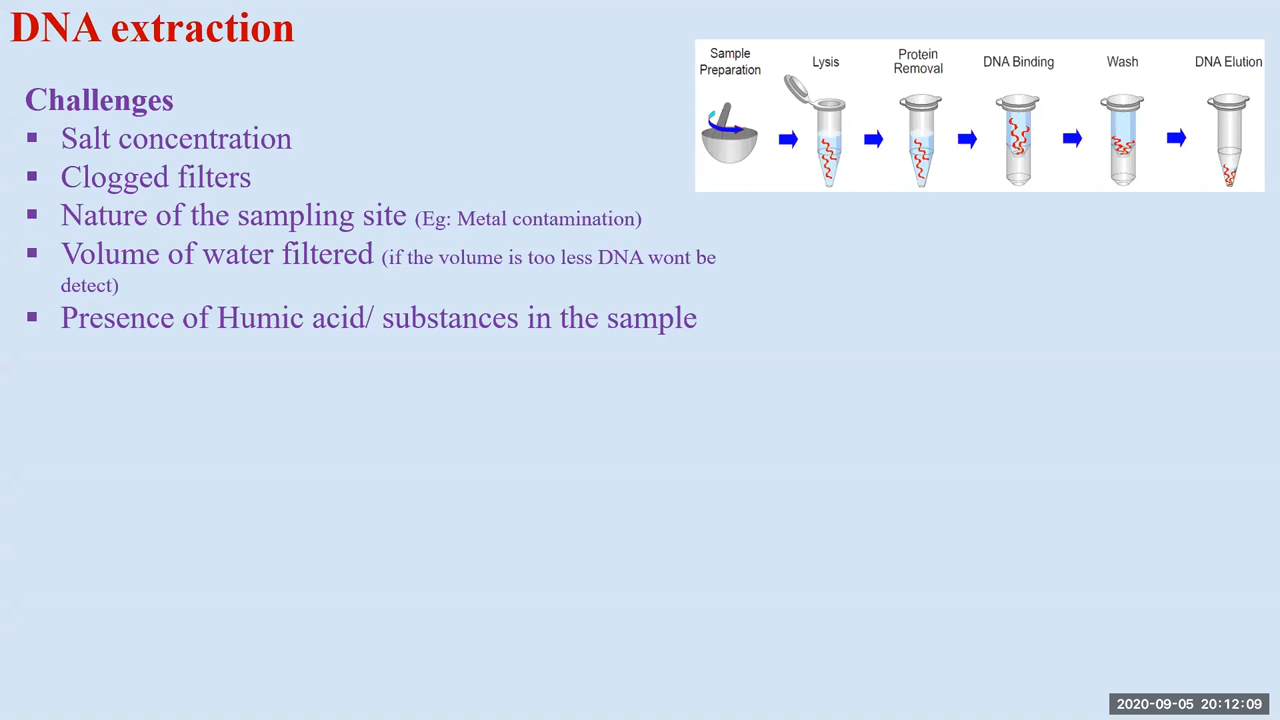 DNA extraction
Sample
Preparation
Lysis
Protein
Removal
DNA Binding
Wash
DNA Elution
Challenges
▪ Salt concentration
▪ Clogged filters
▪ Nature of the sampling site (Eg: Metal contamination)
▪ Volume of water filtered (if the volume is too less DNA wont be
detect)
▪ Presence of Humic acid/ substances in the sample
2020-09-05 20:12:09